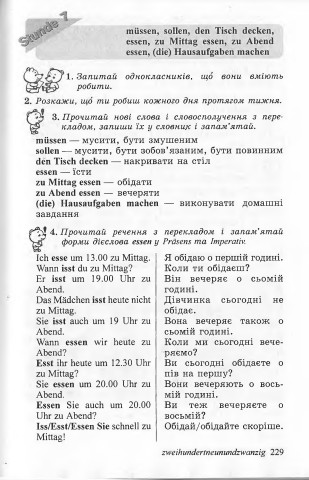 Stunde 7
müssen, sollen, den Tisch decken,
essen, zu Mittag essen, zu Abend
essen, (die) Hausaufgaben machen
1. Запитай однокласників, що́ вони вміють
робити.
2. Розкажи, що́ ти робиш кожного дня протягом тижня.
3. Прочитай нові слова і словосполучення з пере-
кладом, запиши їх у словник і запам'ятай.
müssen — мусити, бути змушеним
sollen — мусити, бути зобов'язаним, бути повинним
den Tisch decken — накривати на стіл
essen — їсти
zu Mittag essen — обідати
zu Abend essen — вечеряти
(die) Hausaufgaben machen — виконувати домашні
завдання
4. Прочитай речення з перекладом і запам'ятай
форми дієслова essen у Präsens та Imperativ.
Ich esse um 13.00 zu Mittag.
Wann isst du zu Mittag?
Er isst um 19.00 Uhr zu
Abend.
Das Mädchen isst heute nicht
zu Mittag.
Sie isst auch um 19 Uhr zu
Abend.
Wann essen wir heute zu
Abend?
Esst ihr heute um 12.30 Uhr
zu Mittag?
Sie essen um 20.00 Uhr zu
Abend.
Essen Sie auch um 20.00
Uhr zu Abend?
Iss/Esst/Essen Sie schnell zu
Mittag!
Я обідаю о першій годині.
Коли ти обідаєш?
Він вечеряє о сьомій
годині.
Дівчинка сьогодні не
обідає.
Вона вечеряє також о
сьомій годині.
Коли ми сьогодні вече-
ряємо?
Ви сьогодні обідаєте о
пів на першу?
Вони вечеряють о вось-
мій годині.
Ви теж вечеряєте о
восьмій?
Обідай/обідайте скоріше.
zweihundertneunundzwanzig 229